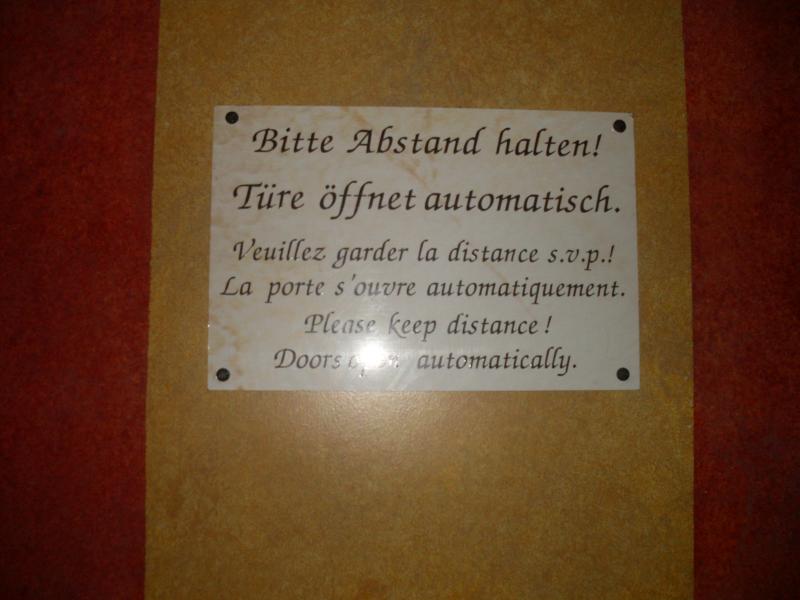 Bitte Abstand halten!
Türe öffnet automatisch.
Veuillez garder la distance s.v.p.!
La porte s'ouvre automatiquement.
Please keep distance!
Doors open automatically.